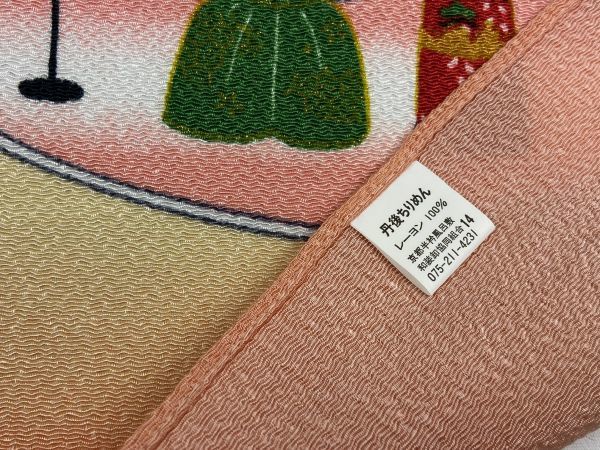 丹後ちりめん
レーヨン 100%
京都半衿風呂敷
和装卸協同組合 14
075-211-4231